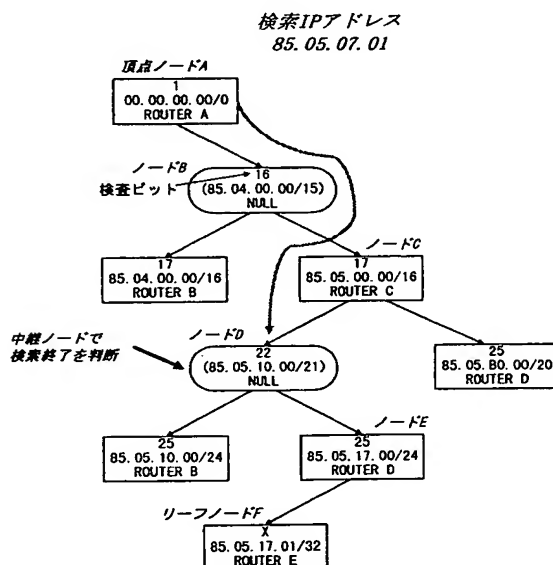 検索IPアドレス
85.05.07.01
頂点ノードA
1
00.00.00.00/0
ROUTER A
ノードB
検査ビット
16
(85.04.00.00/15)
NULL
17
85.04.00.00/16
ROUTER B
ノードC
17
85.05.00.00/16
ROUTER C
中継ノードで
検索終了を判断
ノードD
22
(85.05.10.00/21)
NULL
25
85.05.B0.00/20
ROUTER D
25
85.05.10.00/24
ROUTER B
ノードE
25
85.05.17.00/24
ROUTER D
リーフノードF
X
85.05.17.01/32
ROUTER E